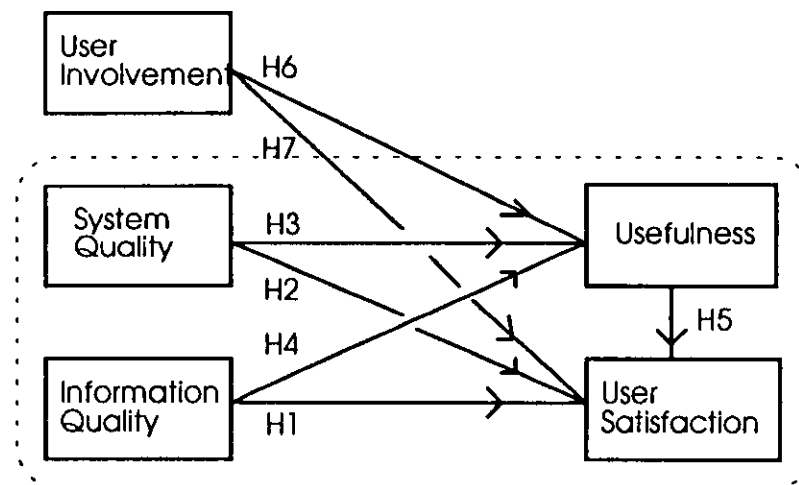 User
Involvement
H6
H7
System
Quality
H3
H2
Usefulness
H4
H5
Information
Quality
H1
User
Satisfaction